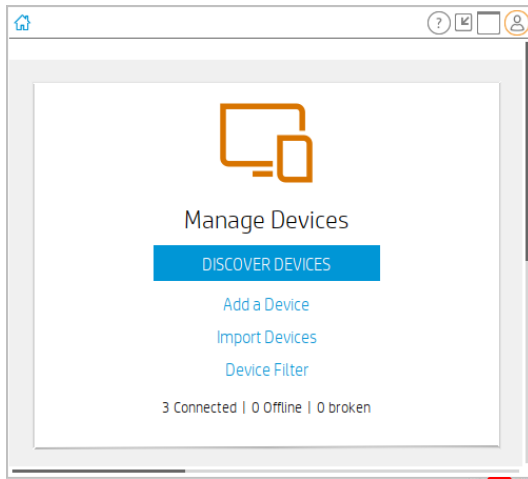 ?
Manage Devices
DISCOVER DEVICES
Add a Device
Import Devices
Device Filter
3 Connected | 0 Offline | 0 broken